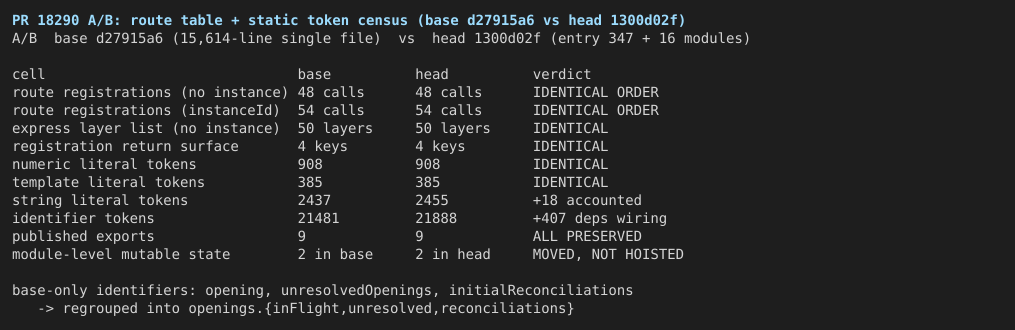 PR 18290 A/B: route table + static token census (base d27915a6 vs head 1300d02f)
A/B  base d27915a6 (15,614-line single file)  vs  head 1300d02f (entry 347 + 16 modules)
cell                               base          head          verdict
route registrations (no instance) 48 calls      48 calls      IDENTICAL ORDER
route registrations (instanceId)  54 calls      54 calls      IDENTICAL ORDER
express layer list (no instance)  50 layers     50 layers     IDENTICAL
registration return surface       4 keys        4 keys        IDENTICAL
numeric literal tokens            908           908           IDENTICAL
template literal tokens           385           385           IDENTICAL
string literal tokens             2437          2455          +18 accounted
identifier tokens                 21481         21888         +407 deps wiring
published exports                 9             9             ALL PRESERVED
module-level mutable state        2 in base     2 in head     MOVED, NOT HOISTED
base-only identifiers: opening, unresolvedOpenings, initialReconciliations
   -> regrouped into openings.{inFlight,unresolved,reconciliations}